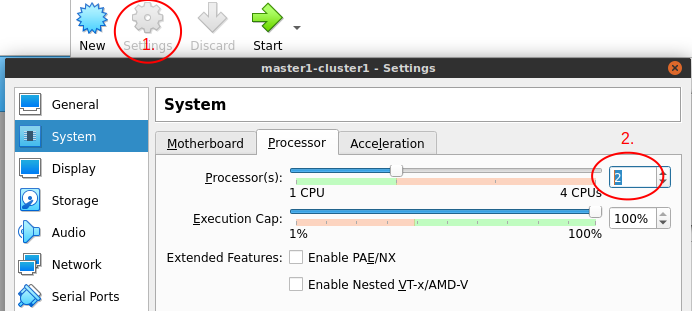 New
Settings
Discard
Start
1.
master1-cluster1 - Settings
General
System
Display
Storage
Audio
Network
Serial Ports
System
Motherboard
Processor
Acceleration
2.
Processor(s):
2
1 CPU
4 CPUs
Execution Cap:
100%
1%
100%
Extended Features:
Enable PAE/NX
Enable Nested VT-x/AMD-V